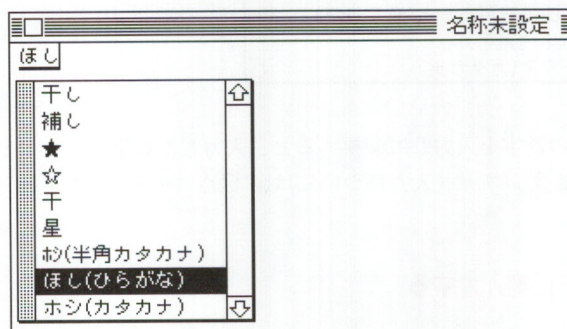 名称未設定
ほし
干し
補し
★
☆
干
星
ﾎｼ(半角カタカナ)
ほし(ひらがな)
ホシ(カタカナ)